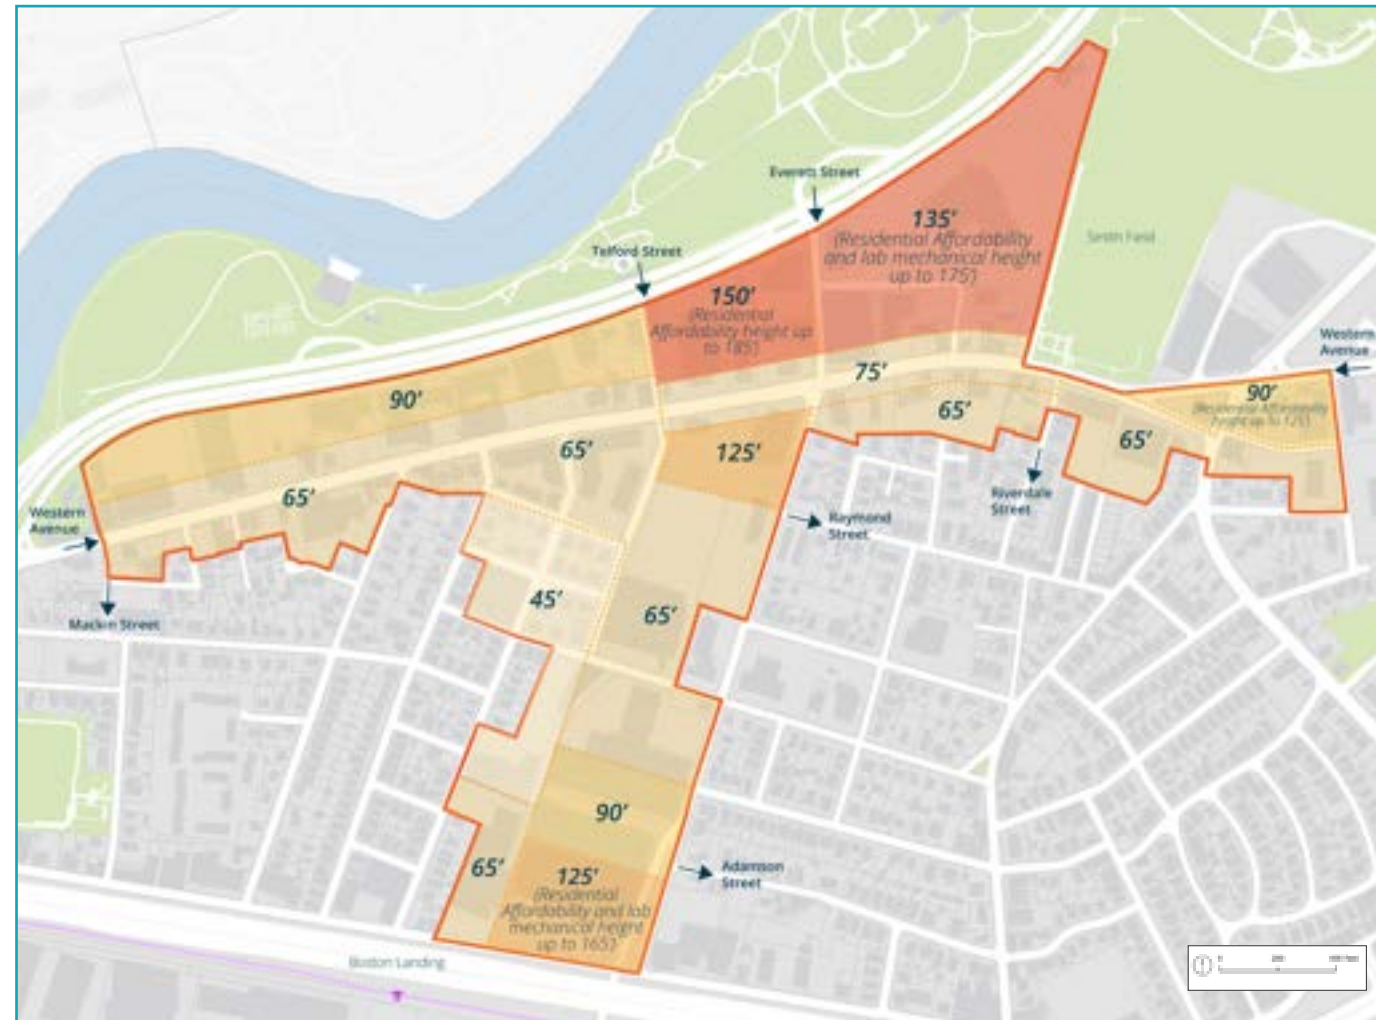 Everett Street
135'
(Residential Affordability
and lab mechanical height
up to 175')
Smith Field
Telford Street
150'
(Residential
Affordability height up
to 185')
Western
Avenue
75'
90'
90'
(Residential Affordability
height up to 125')
65'
65'
65'
125'
65'
Western
Avenue
Riverdale
Street
Raymond
Street
45'
65'
Mackin Street
90'
65'
125'
(Residential
Affordability and lab
mechanical height
up to 165')
Adamson
Street
Boston Landing
0